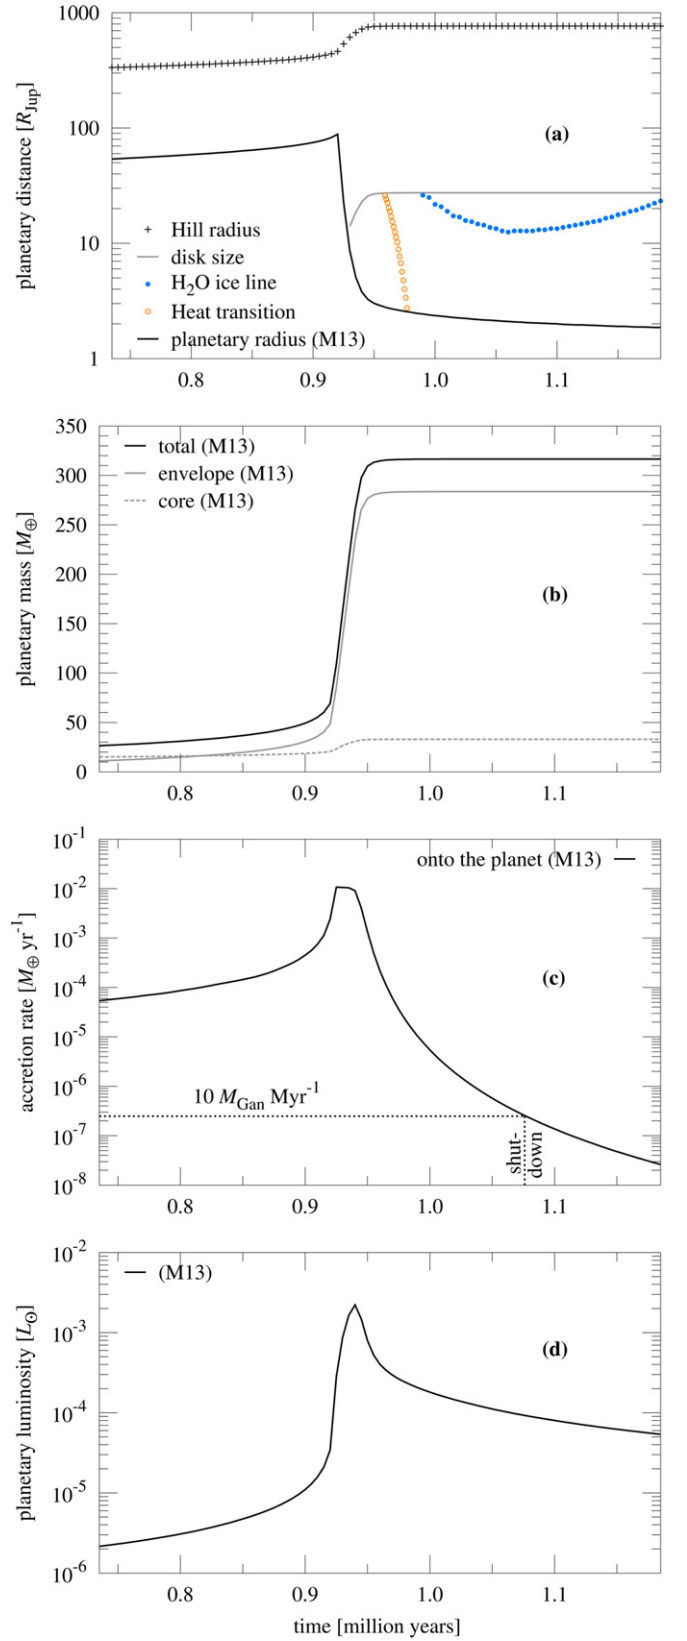 1000
100
10
1
planetary distance [R_Jup]
(a)
Hill radius
disk size
H₂O ice line
Heat transition
planetary radius (M13)
0.8 0.9 1.0 1.1
350
300
250
200
150
100
50
0
planetary mass [M_⊕]
total (M13)
envelope (M13)
core (M13)
(b)
0.8 0.9 1.0 1.1
10⁻¹
10⁻²
10⁻³
10⁻⁴
10⁻⁵
10⁻⁶
10⁻⁷
10⁻⁸
accretion rate [M_⊕ yr⁻¹]
onto the planet (M13)
(c)
10 M_Gan Myr⁻¹
shut-
down
0.8 0.9 1.0 1.1
10⁻²
10⁻³
10⁻⁴
10⁻⁵
10⁻⁶
planetary luminosity [L_⊙]
(M13)
(d)
0.8 0.9 1.0 1.1
time [million years]